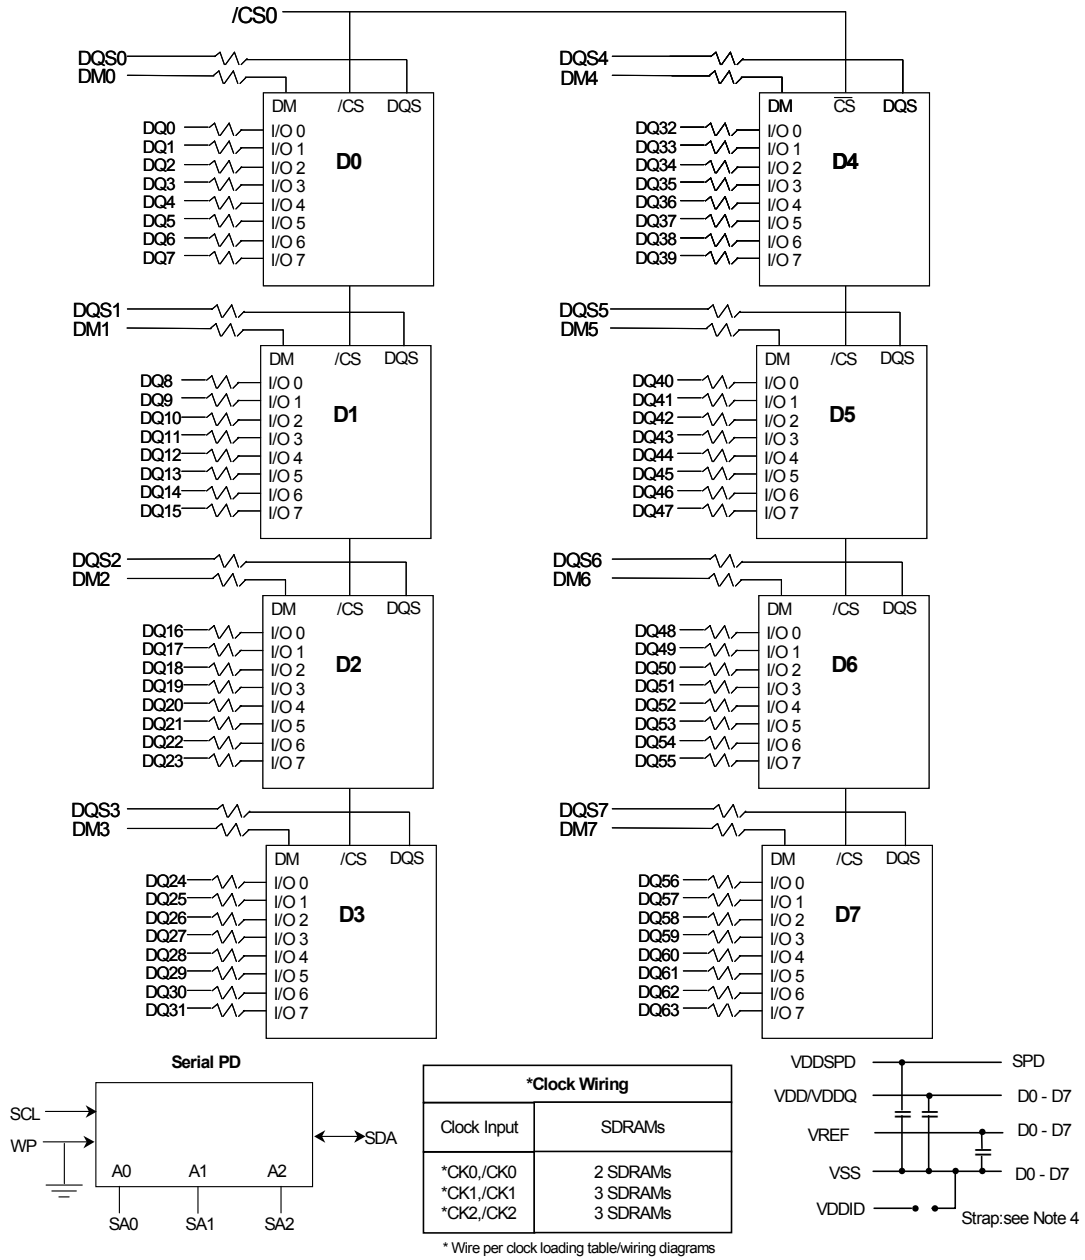 /CS0
DQS0
DM0
DM /CS DQS
D0
DQ0 I/O 0
DQ1 I/O 1
DQ2 I/O 2
DQ3 I/O 3
DQ4 I/O 4
DQ5 I/O 5
DQ6 I/O 6
DQ7 I/O 7
DQS1
DM1
DM /CS DQS
D1
DQ8 I/O 0
DQ9 I/O 1
DQ10 I/O 2
DQ11 I/O 3
DQ12 I/O 4
DQ13 I/O 5
DQ14 I/O 6
DQ15 I/O 7
DQS2
DM2
DM /CS DQS
D2
DQ16 I/O 0
DQ17 I/O 1
DQ18 I/O 2
DQ19 I/O 3
DQ20 I/O 4
DQ21 I/O 5
DQ22 I/O 6
DQ23 I/O 7
DQS3
DM3
DM /CS DQS
D3
DQ24 I/O 0
DQ25 I/O 1
DQ26 I/O 2
DQ27 I/O 3
DQ28 I/O 4
DQ29 I/O 5
DQ30 I/O 6
DQ31 I/O 7
DQS4
DM4
DM C̅S̅ DQS
D4
DQ32 I/O 0
DQ33 I/O 1
DQ34 I/O 2
DQ35 I/O 3
DQ36 I/O 4
DQ37 I/O 5
DQ38 I/O 6
DQ39 I/O 7
DQS5
DM5
DM /CS DQS
D5
DQ40 I/O 0
DQ41 I/O 1
DQ42 I/O 2
DQ43 I/O 3
DQ44 I/O 4
DQ45 I/O 5
DQ46 I/O 6
DQ47 I/O 7
DQS6
DM6
DM /CS DQS
D6
DQ48 I/O 0
DQ49 I/O 1
DQ50 I/O 2
DQ51 I/O 3
DQ52 I/O 4
DQ53 I/O 5
DQ54 I/O 6
DQ55 I/O 7
DQS7
DM7
DM /CS DQS
D7
DQ56 I/O 0
DQ57 I/O 1
DQ58 I/O 2
DQ59 I/O 3
DQ60 I/O 4
DQ61 I/O 5
DQ62 I/O 6
DQ63 I/O 7
Serial PD
SCL
WP
SDA
A0 A1 A2
SA0 SA1 SA2
*Clock Wiring
Clock Input SDRAMs
*CK0,/CK0 2 SDRAMs
*CK1,/CK1 3 SDRAMs
*CK2,/CK2 3 SDRAMs
* Wire per clock loading table/wiring diagrams
VDDSPD SPD
VDD/VDDQ D0 - D7
VREF D0 - D7
VSS D0 - D7
VDDID Strap:see Note 4